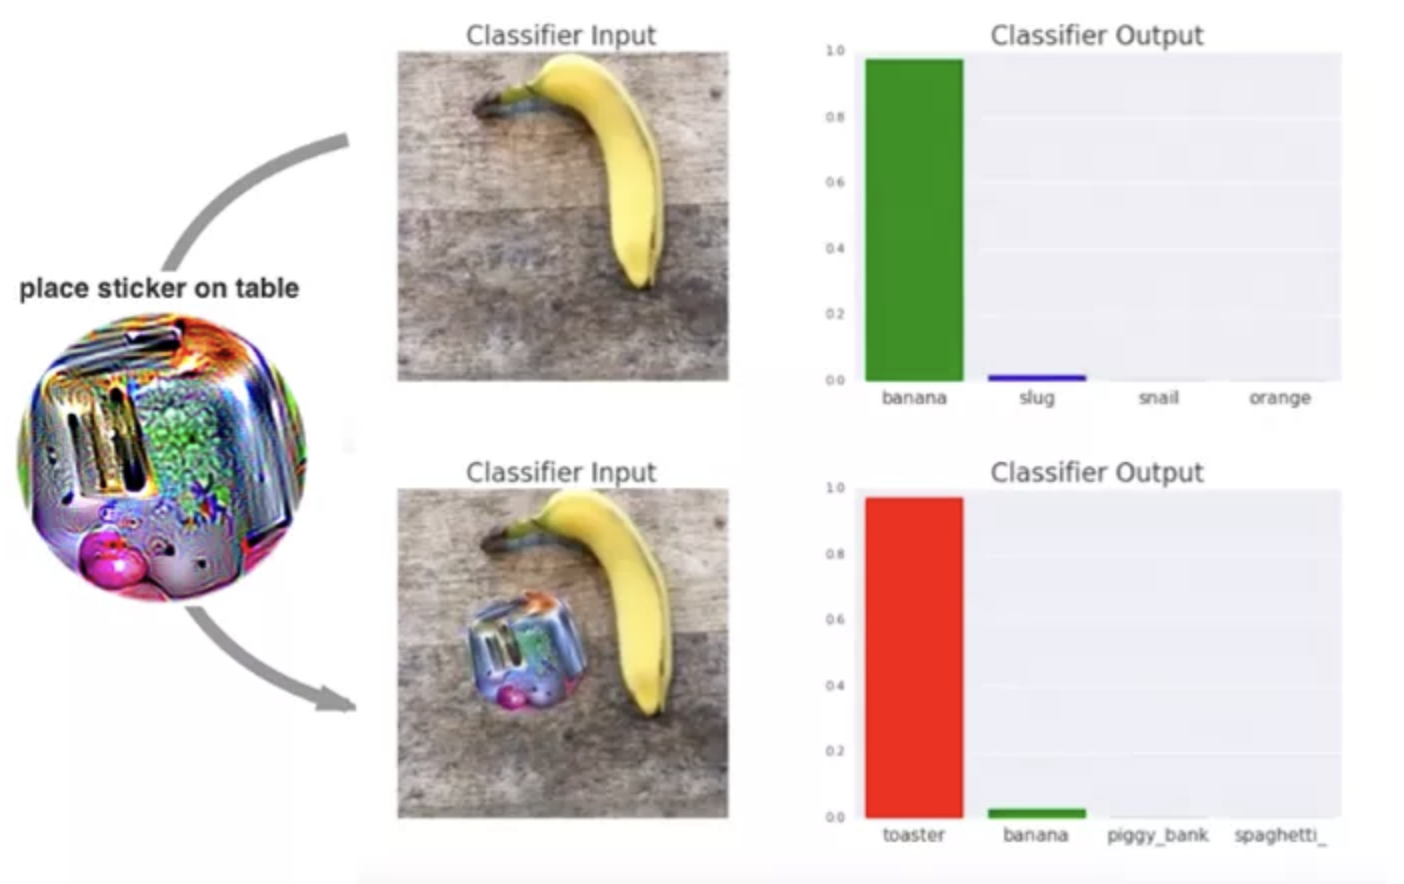 Classifier Input
Classifier Output
1.0
0.8
0.6
0.4
0.2
0.0
banana slug snail orange
place sticker on table
Classifier Input
Classifier Output
1.0
0.8
0.6
0.4
0.2
0.0
toaster banana piggy_bank spaghetti_